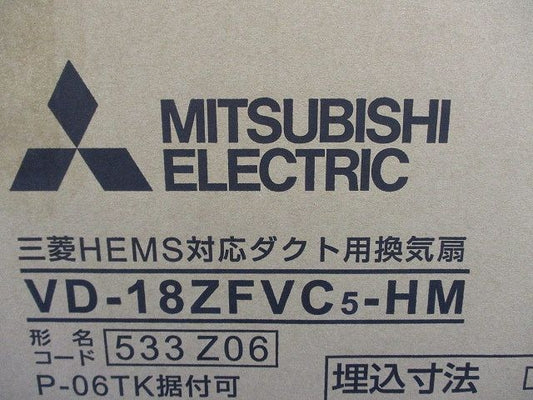 MITSUBISHI
ELECTRIC
三菱HEMS対応ダクト用換気扇
VD-18ZFVC5-HM
形名コード 533 Z06
P-06TK据付可
埋込寸法